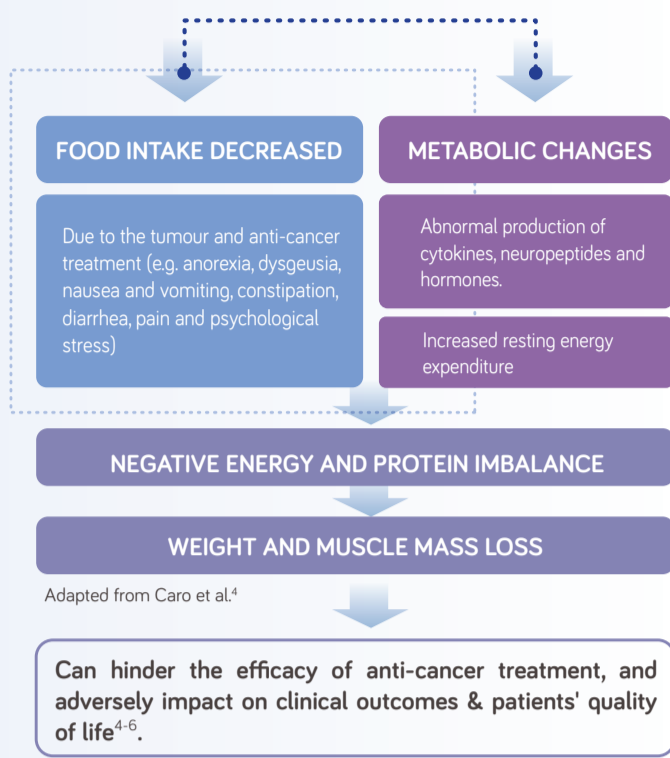 FOOD INTAKE DECREASED
Due to the tumour and anti-cancer
treatment (e.g. anorexia, dysgeusia,
nausea and vomiting, constipation,
diarrhea, pain and psychological
stress)
METABOLIC CHANGES
Abnormal production of
cytokines, neuropeptides and
hormones.
Increased resting energy
expenditure
NEGATIVE ENERGY AND PROTEIN IMBALANCE
WEIGHT AND MUSCLE MASS LOSS
Adapted from Caro et al.⁴
Can hinder the efficacy of anti-cancer treatment, and
adversely impact on clinical outcomes & patients' quality
of life⁴⁻⁶.